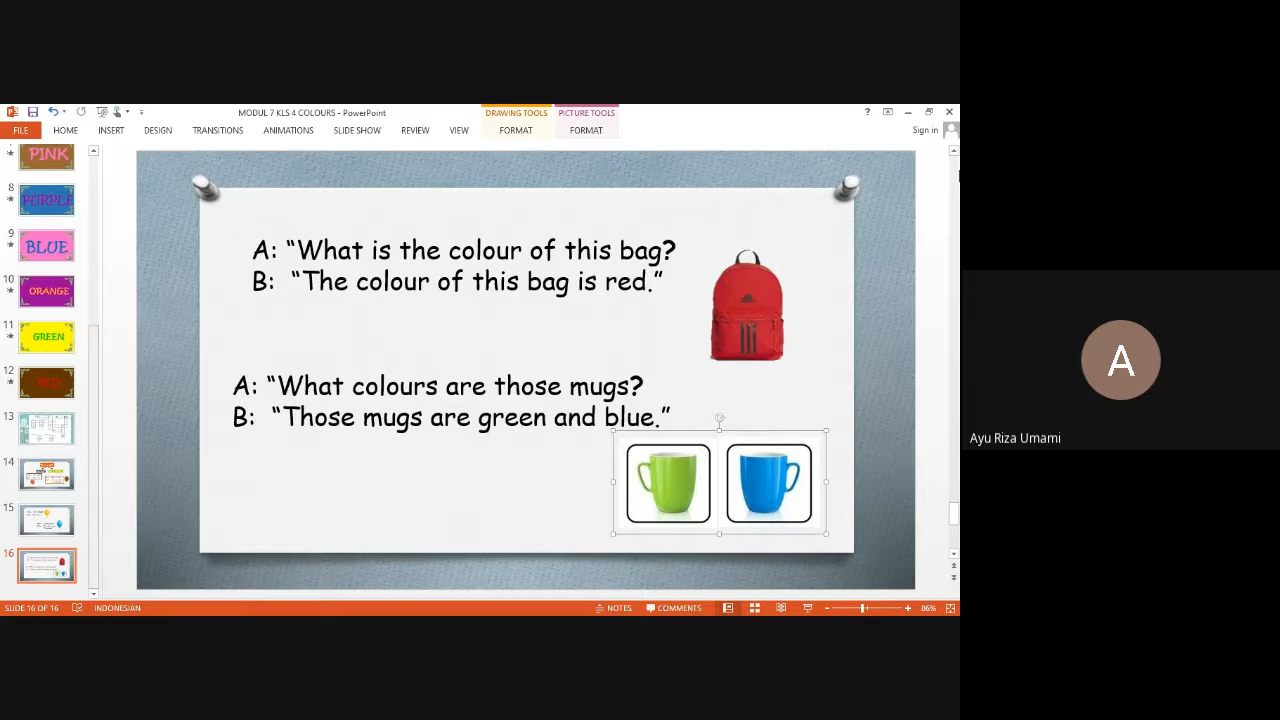 MODUL 7 KLS 4 COLOURS - PowerPoint
DRAWING TOOLS
PICTURE TOOLS
?
FILE
HOME
INSERT
DESIGN
TRANSITIONS
ANIMATIONS
SLIDE SHOW
REVIEW
VIEW
FORMAT
FORMAT
Sign in
PINK
8
PURPLE
9
BLUE
10
ORANGE
11
GREEN
12
RED
13
14
15
16
A: “What is the colour of this bag?
B: “The colour of this bag is red.”
A: “What colours are those mugs?
B: “Those mugs are green and blue.”
A
Ayu Riza Umami
SLIDE 16 OF 16
INDONESIAN
NOTES
COMMENTS
86%